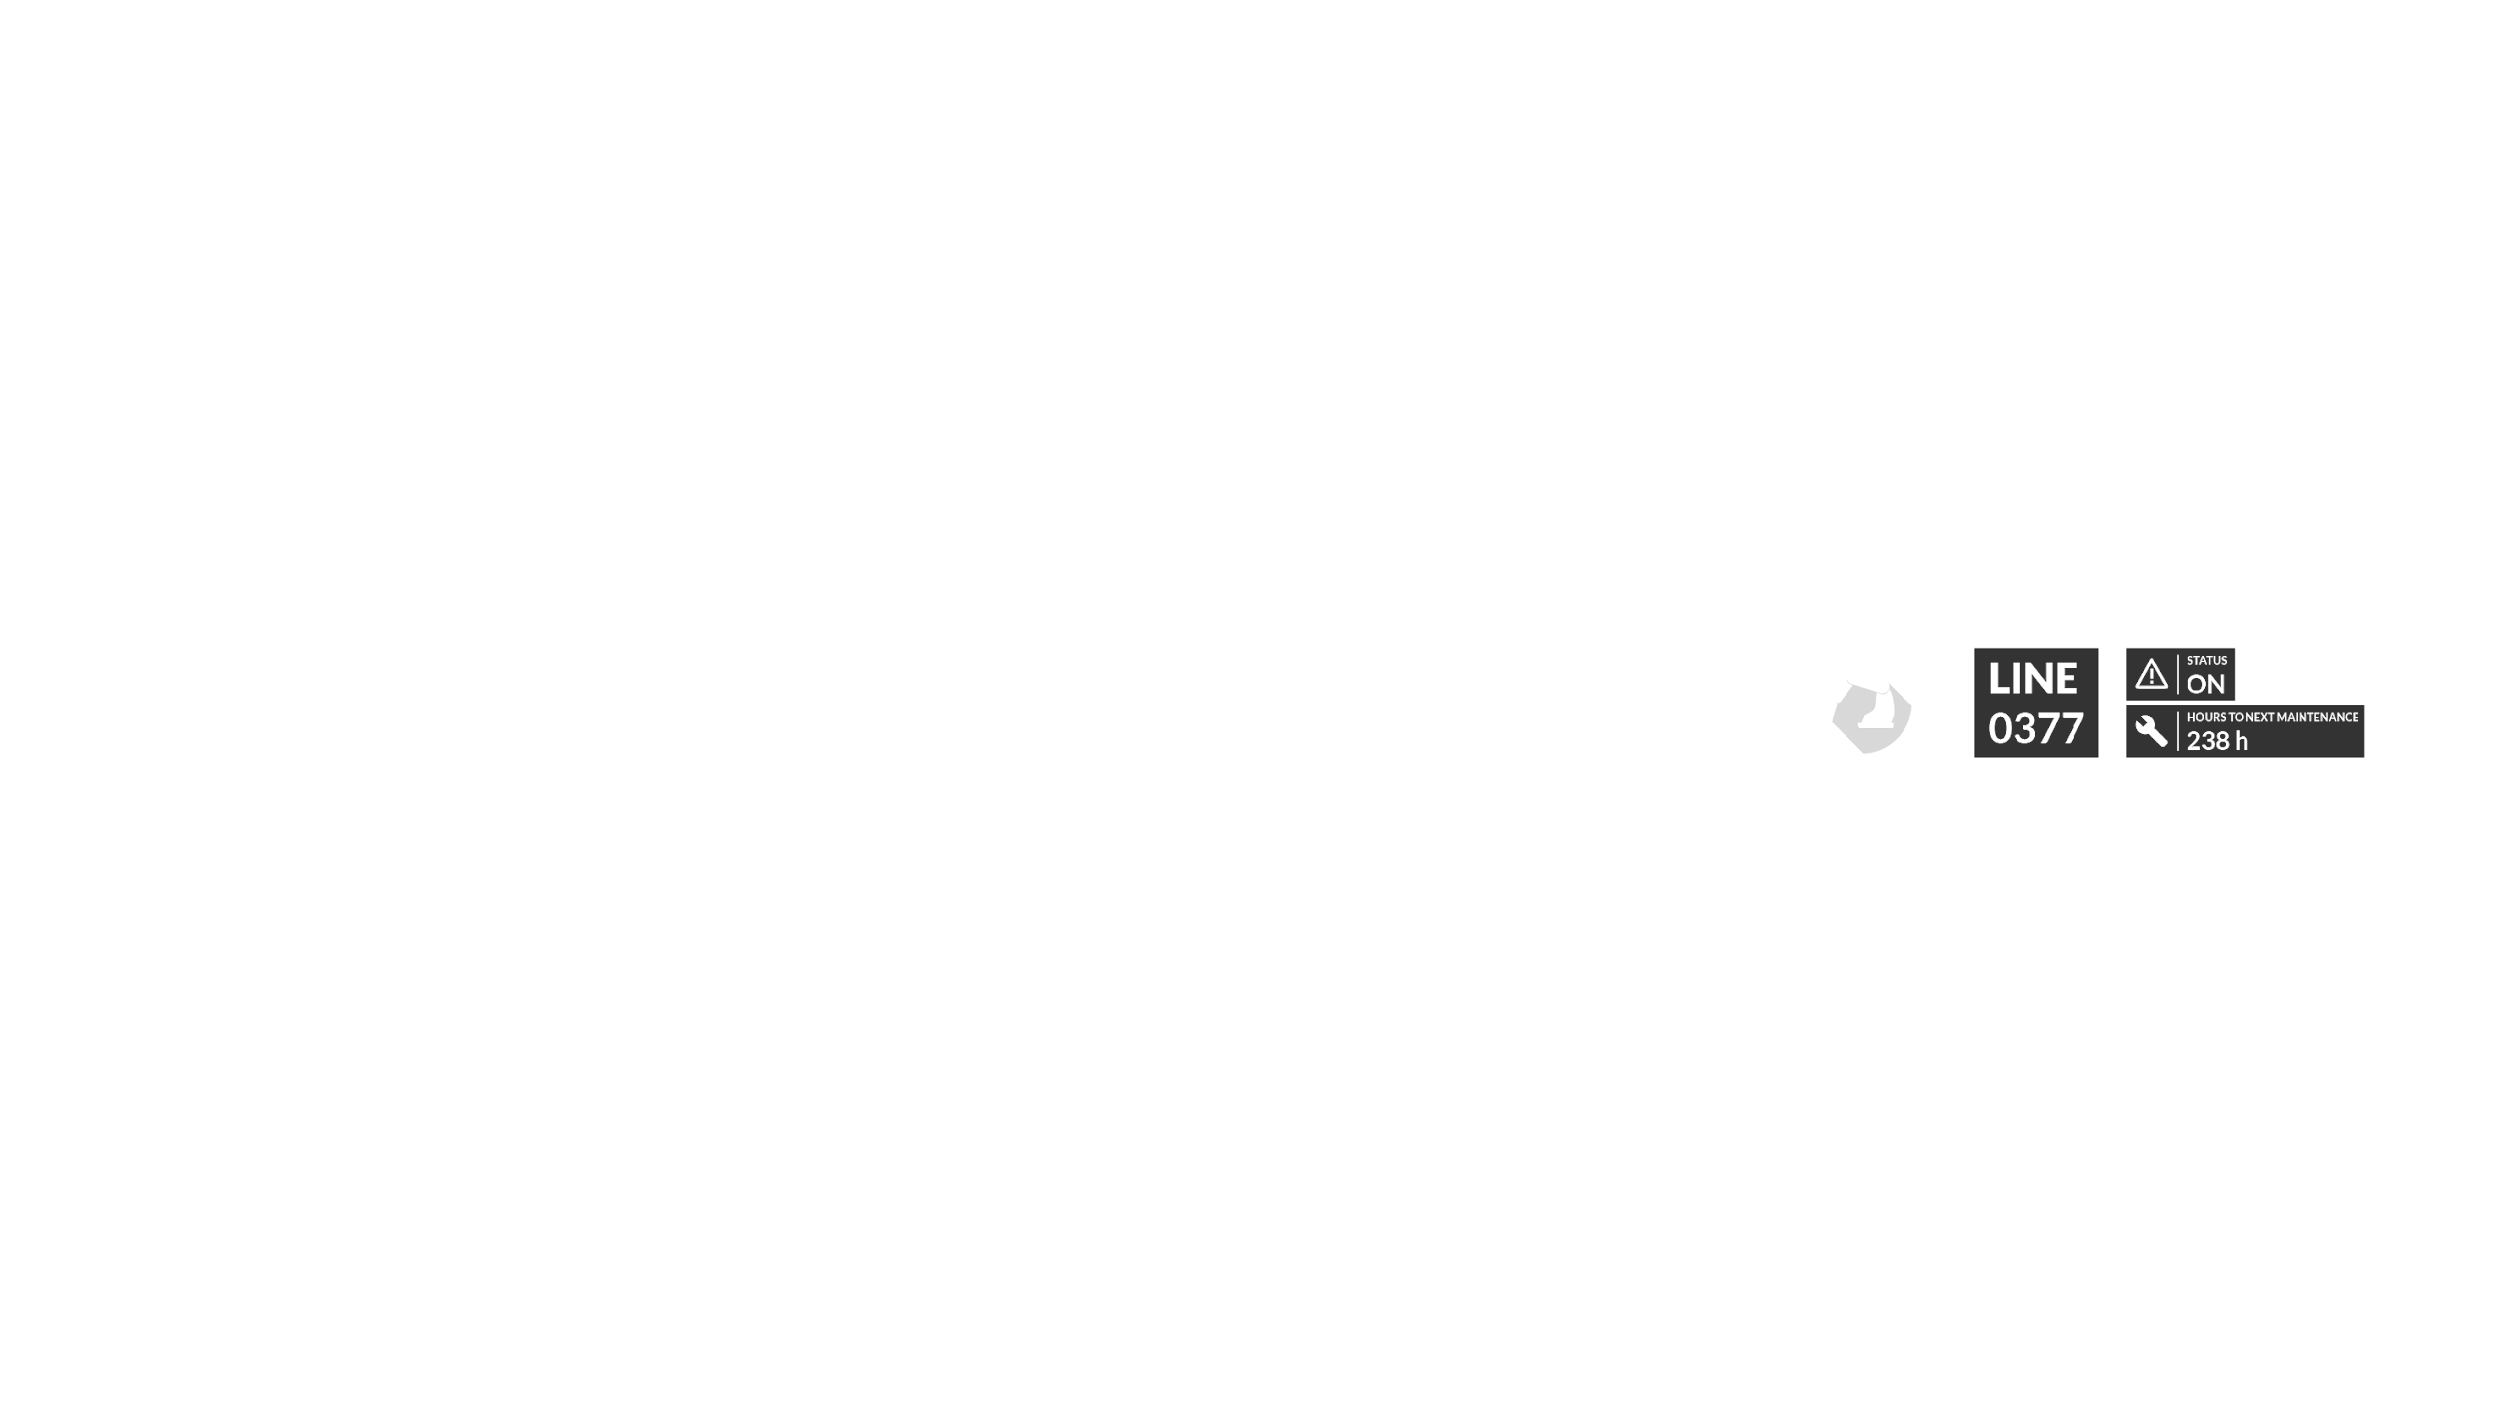 LINE
0377
STATUS
ON
HOURS TO NEXT MAINTENANCE
238 h